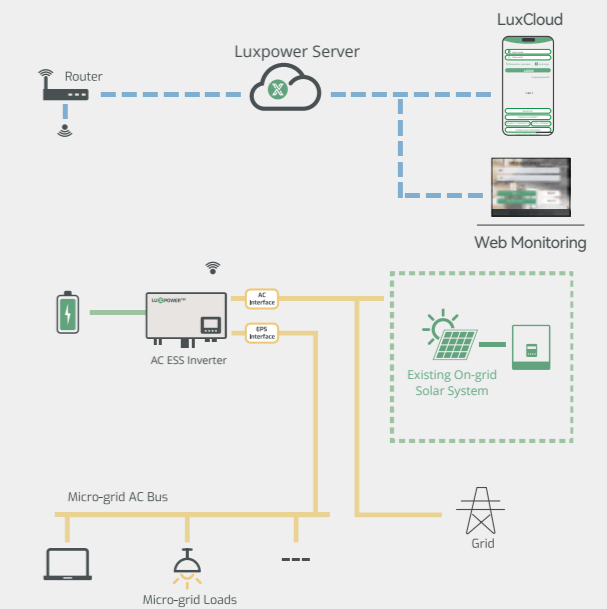 LuxCloud
Luxpower Server
Router
Web Monitoring
LUXPOWER
AC
Interface
EPS
Interface
AC ESS Inverter
Existing On-grid
Solar System
Micro-grid AC Bus
Grid
Micro-grid Loads